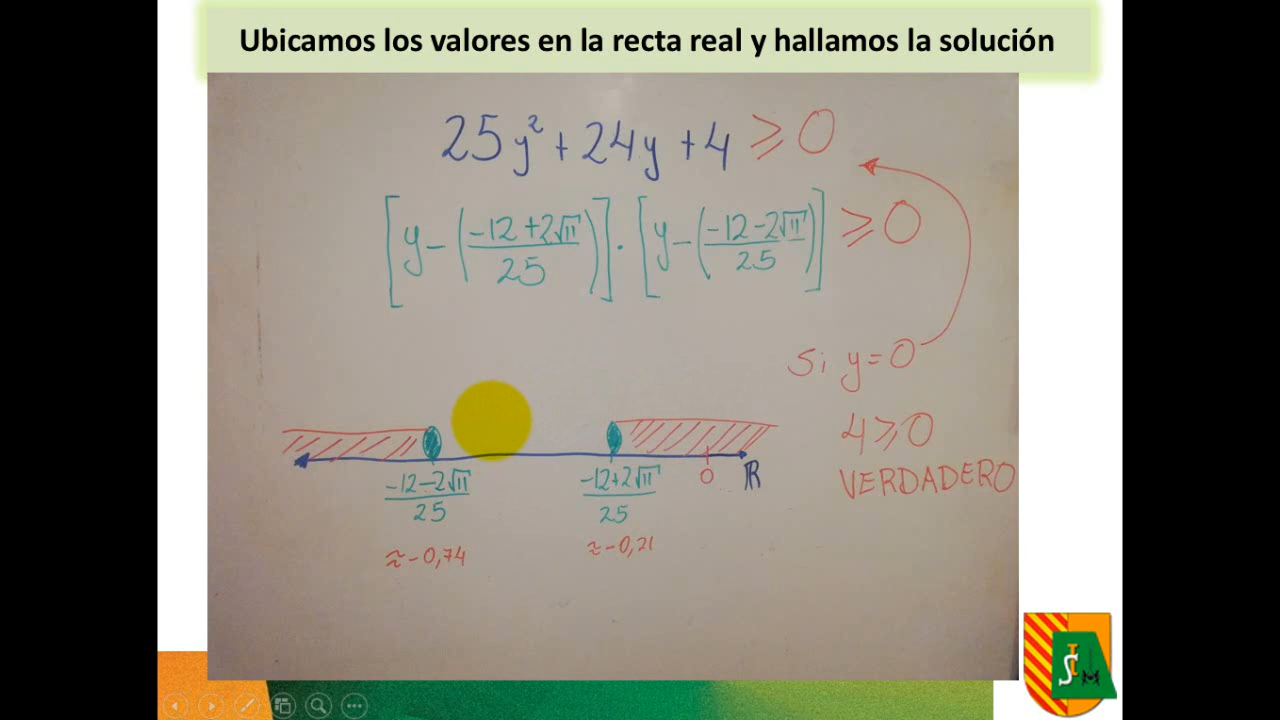 Ubicamos los valores en la recta real y hallamos la solución
25y² + 24y + 4 ≥ 0
[y - (-12 + 2√11 / 25)] · [y - (-12 - 2√11 / 25)] ≥ 0
Si y = 0
4 ≥ 0
VERDADERO
-12 - 2√11 / 25
-12 + 2√11 / 25
0
ℝ
≈ -0,74
≈ -0,21